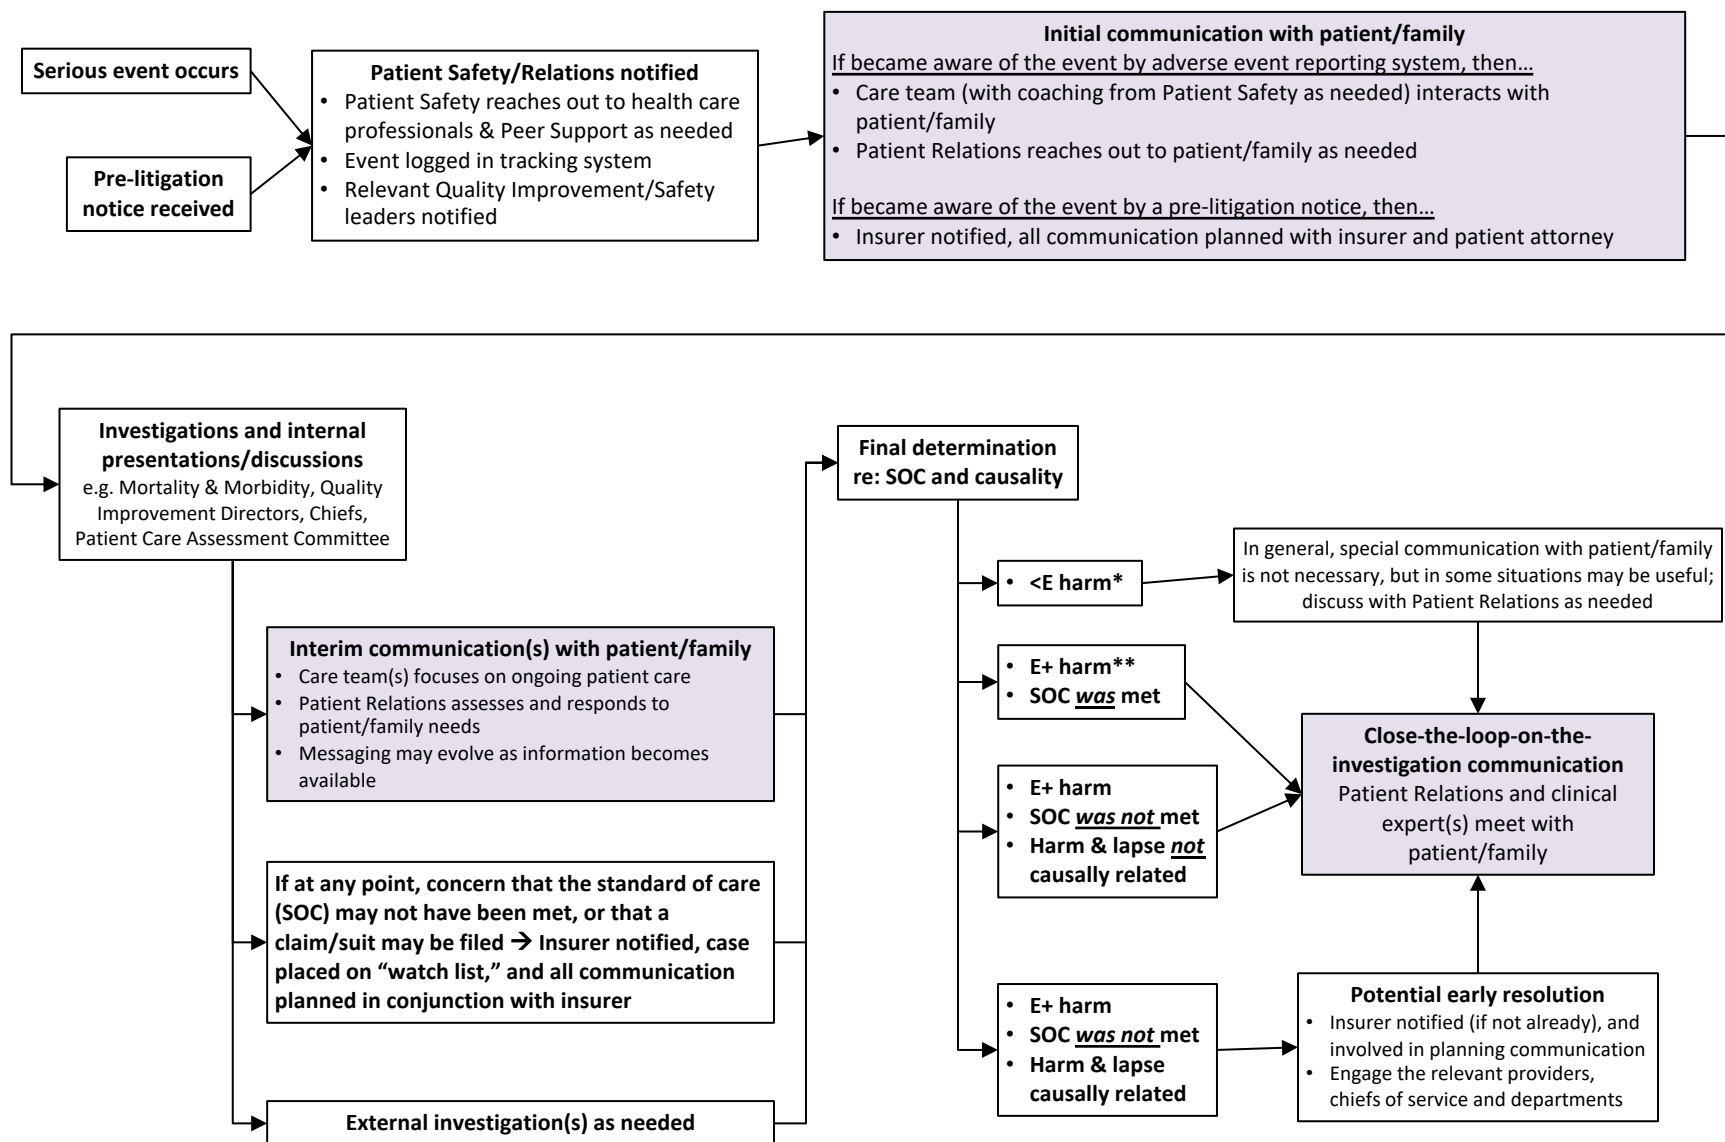 Serious event occurs
Pre-litigation
notice received
Patient Safety/Relations notified
• Patient Safety reaches out to health care
professionals & Peer Support as needed
• Event logged in tracking system
• Relevant Quality Improvement/Safety
leaders notified
Initial communication with patient/family
If became aware of the event by adverse event reporting system, then…
• Care team (with coaching from Patient Safety as needed) interacts with
patient/family
• Patient Relations reaches out to patient/family as needed
If became aware of the event by a pre-litigation notice, then…
• Insurer notified, all communication planned with insurer and patient attorney
Investigations and internal
presentations/discussions
e.g. Mortality & Morbidity, Quality
Improvement Directors, Chiefs,
Patient Care Assessment Committee
Interim communication(s) with patient/family
• Care team(s) focuses on ongoing patient care
• Patient Relations assesses and responds to
patient/family needs
• Messaging may evolve as information becomes
available
If at any point, concern that the standard of care
(SOC) may not have been met, or that a
claim/suit may be filed → Insurer notified, case
placed on “watch list,” and all communication
planned in conjunction with insurer
External investigation(s) as needed
Final determination
re: SOC and causality
• <E harm*
In general, special communication with patient/family
is not necessary, but in some situations may be useful;
discuss with Patient Relations as needed
• E+ harm**
• SOC was met
• E+ harm
• SOC was not met
• Harm & lapse not
causally related
Close-the-loop-on-the-
investigation communication
Patient Relations and clinical
expert(s) meet with
patient/family
• E+ harm
• SOC was not met
• Harm & lapse
causally related
Potential early resolution
• Insurer notified (if not already), and
involved in planning communication
• Engage the relevant providers,
chiefs of service and departments